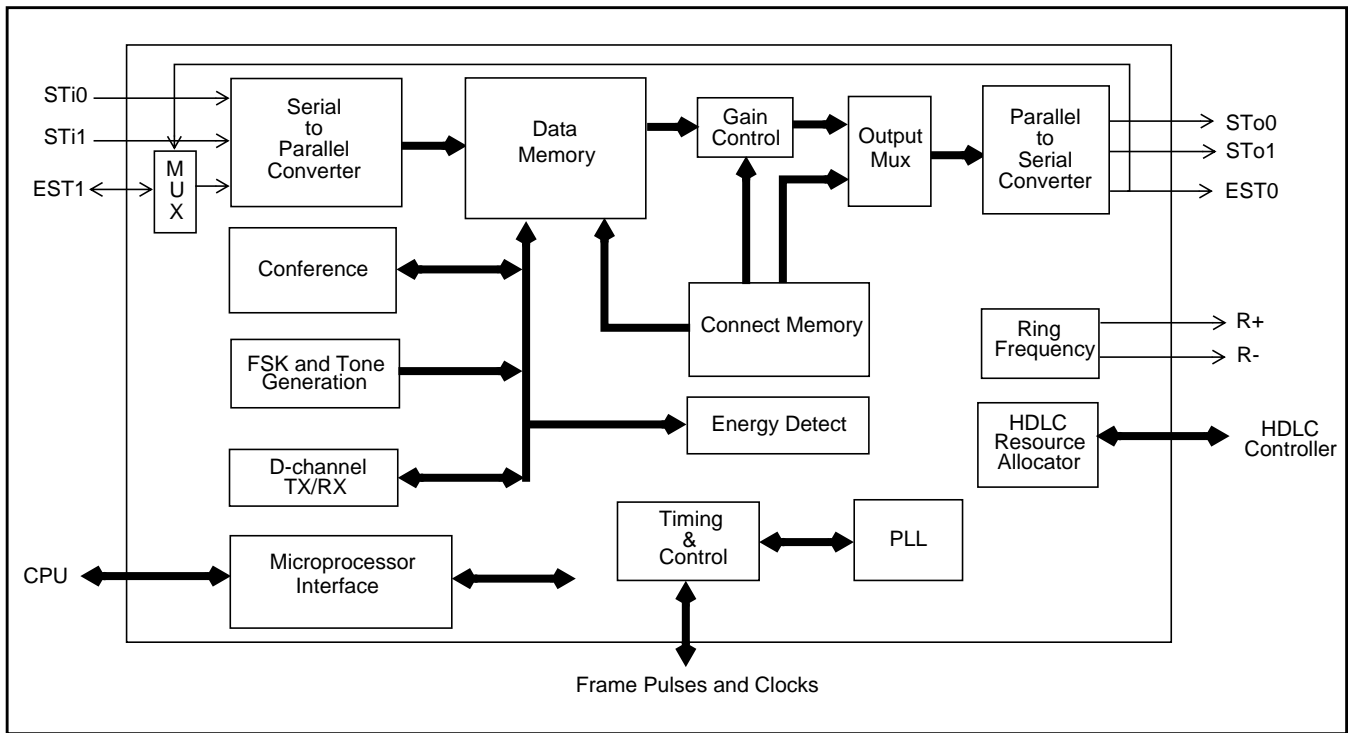 STi0
STi1
EST1
M
U
X
Serial
to
Parallel
Converter
Data
Memory
Gain
Control
Output
Mux
Parallel
to
Serial
Converter
STo0
STo1
EST0
Conference
Connect Memory
Ring
Frequency
R+
R-
FSK and Tone
Generation
Energy Detect
HDLC
Resource
Allocator
HDLC
Controller
D-channel
TX/RX
Timing
&
Control
PLL
CPU
Microprocessor
Interface
Frame Pulses and Clocks